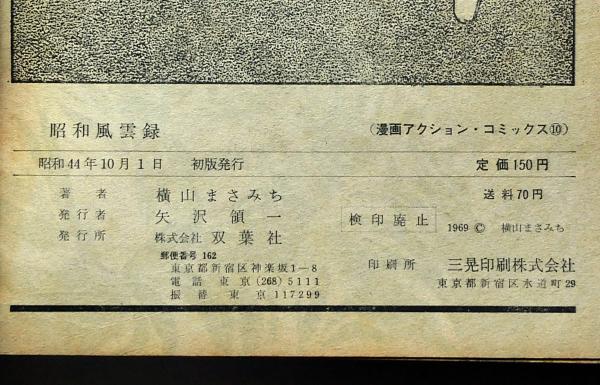 昭和風雲録 (漫画アクション・コミックス⑩)
昭和44年10月1日 初版発行 定価150円
著者 横山まさみち 送料70円
発行者 矢沢領一
検印廃止 1969 © 横山まさみち
発行所 株式会社 双葉社
郵便番号 162
東京都新宿区神楽坂1−8
電話 東京(268)5111
振替 東京 117299
印刷所 三晃印刷株式会社
東京都新宿区水道町29